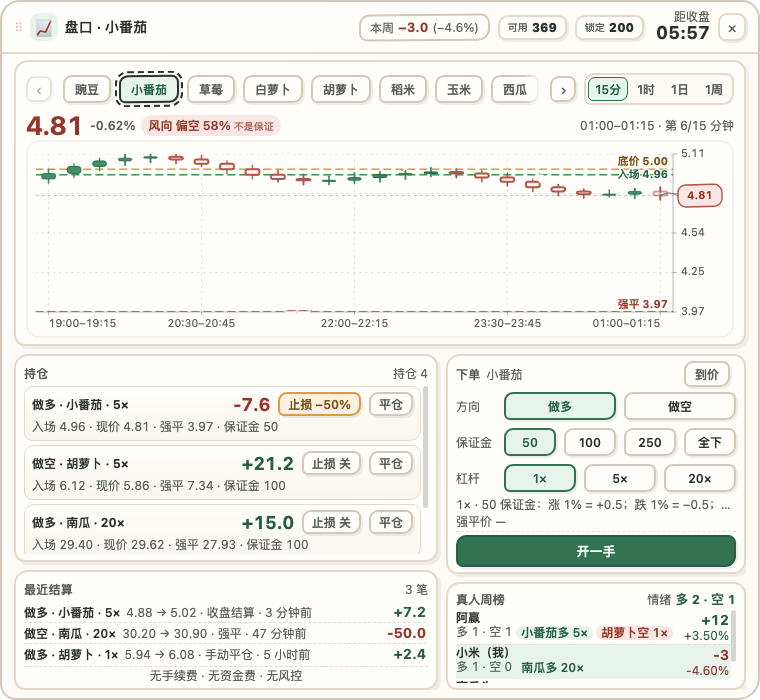 盘口 · 小番茄
本周 −3.0 (−4.6%)
可用 369
锁定 200
距收盘
05:57
×
‹ 豌豆 小番茄 草莓 白萝卜 胡萝卜 稻米 玉米 西瓜 ›
15分 1时 1日 1周
4.81 -0.62% 风向 偏空 58% 不是保证
01:00–01:15 · 第 6/15 分钟
底价 5.00
5.11
入场 4.96
4.81
4.54
4.25
强平 3.97
3.97
19:00–19:15 20:30–20:45 22:00–22:15 23:30–23:45 01:00–01:15
持仓
持仓 4
做多 · 小番茄 · 5× -7.6 止损 −50% 平仓
入场 4.96 · 现价 4.81 · 强平 3.97 · 保证金 50
做空 · 胡萝卜 · 5× +21.2 止损 关 平仓
入场 6.12 · 现价 5.86 · 强平 7.34 · 保证金 100
做多 · 南瓜 · 20× +15.0 止损 关 平仓
入场 29.40 · 现价 29.62 · 强平 27.93 · 保证金 100
下单 小番茄
到价
方向 做多 做空
保证金 50 100 250 全下
杠杆 1× 5× 20×
1× · 50 保证金：涨 1% = +0.5；跌 1% = −0.5；…
强平价 —
开一手
最近结算
3 笔
做多 · 小番茄 · 5× 4.88 → 5.02 · 收盘结算 · 3 分钟前 +7.2
做空 · 南瓜 · 20× 30.20 → 30.90 · 强平 · 47 分钟前 -50.0
做多 · 胡萝卜 · 1× 5.94 → 6.08 · 手动平仓 · 5 小时前 +2.4
无手续费 · 无资金费 · 无风控
真人周榜
情绪 多 2 · 空 1
阿赢 +12
多 1 · 空 1 小番茄多 5× 胡萝卜空 1× +3.50%
小米（我） -3
多 1 · 空 0 南瓜多 20× -4.60%